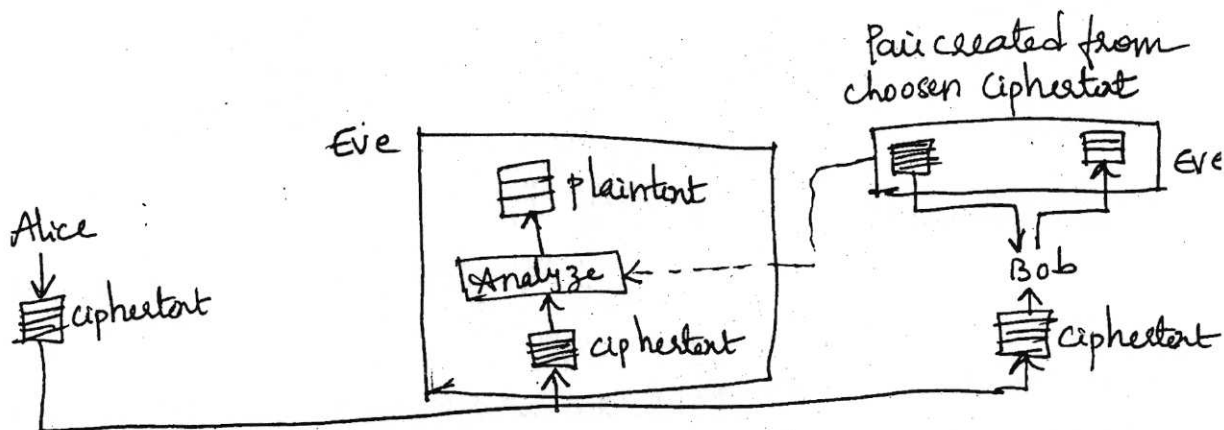 Pair created from
choosen Ciphertext
Eve
plaintext
Eve
Alice
Analyze
Bob
ciphertext
ciphertext
ciphertext